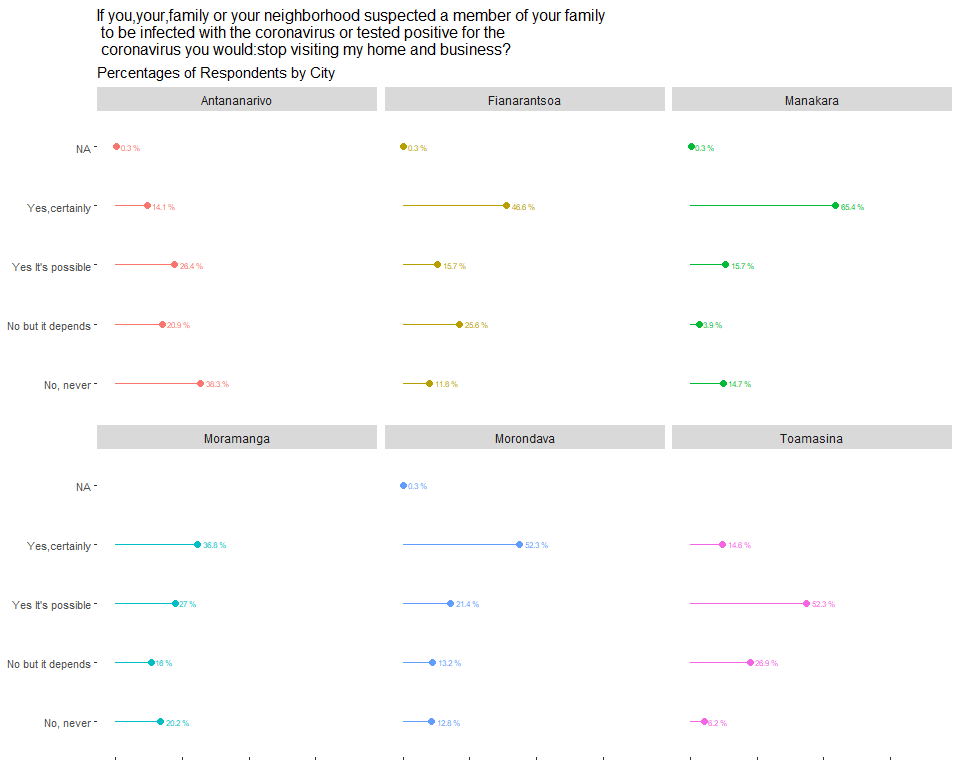 If you,your,family or your neighborhood suspected a member of your family
to be infected with the coronavirus or tested positive for the
coronavirus you would:stop visiting my home and business?
Percentages of Respondents by City
Antananarivo
Fianarantsoa
Manakara
NA
0.3 %
0.3 %
0.3 %
Yes,certainly
14.1 %
46.6 %
65.4 %
Yes It's possible
26.4 %
15.7 %
15.7 %
No but it depends
20.9 %
25.6 %
3.9 %
No, never
38.3 %
11.8 %
14.7 %
Moramanga
Morondava
Toamasina
NA
0.3 %
Yes,certainly
36.8 %
52.3 %
14.6 %
Yes It's possible
27 %
21.4 %
52.3 %
No but it depends
16 %
13.2 %
26.9 %
No, never
20.2 %
12.8 %
6.2 %